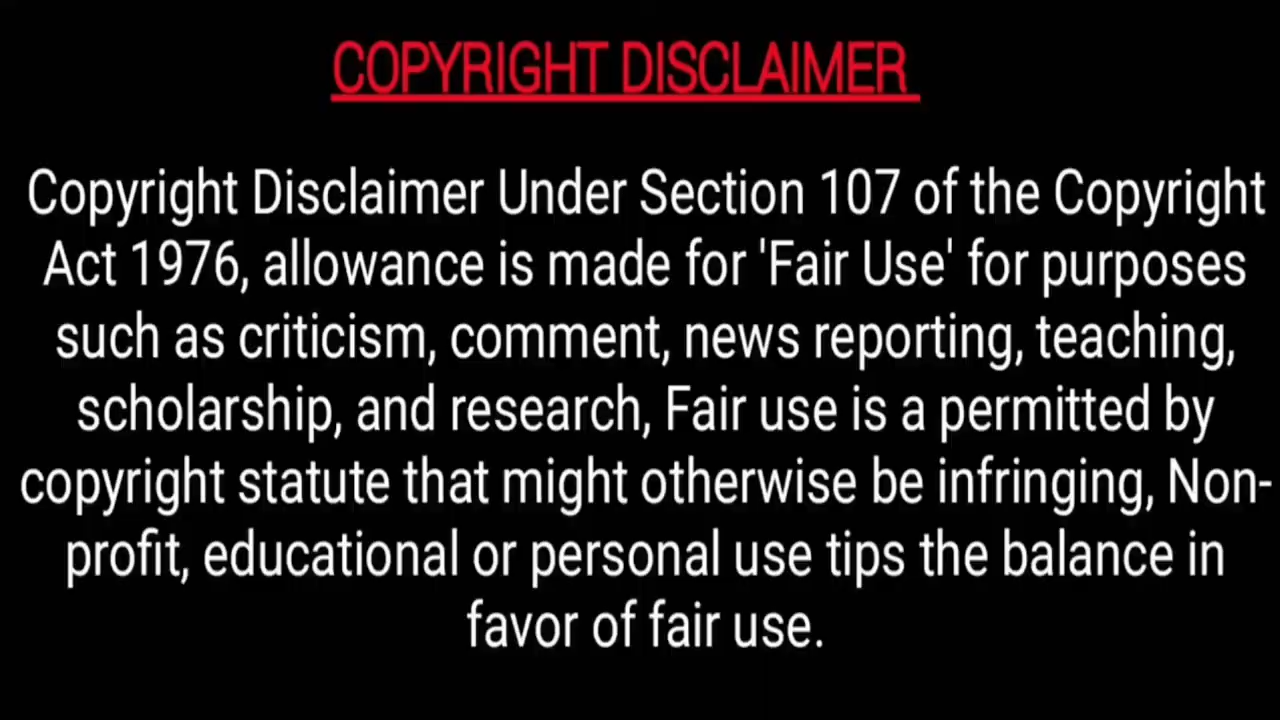 COPYRIGHT DISCLAIMER
Copyright Disclaimer Under Section 107 of the Copyright
Act 1976, allowance is made for 'Fair Use' for purposes
such as criticism, comment, news reporting, teaching,
scholarship, and research, Fair use is a permitted by
copyright statute that might otherwise be infringing, Non-
profit, educational or personal use tips the balance in
favor of fair use.